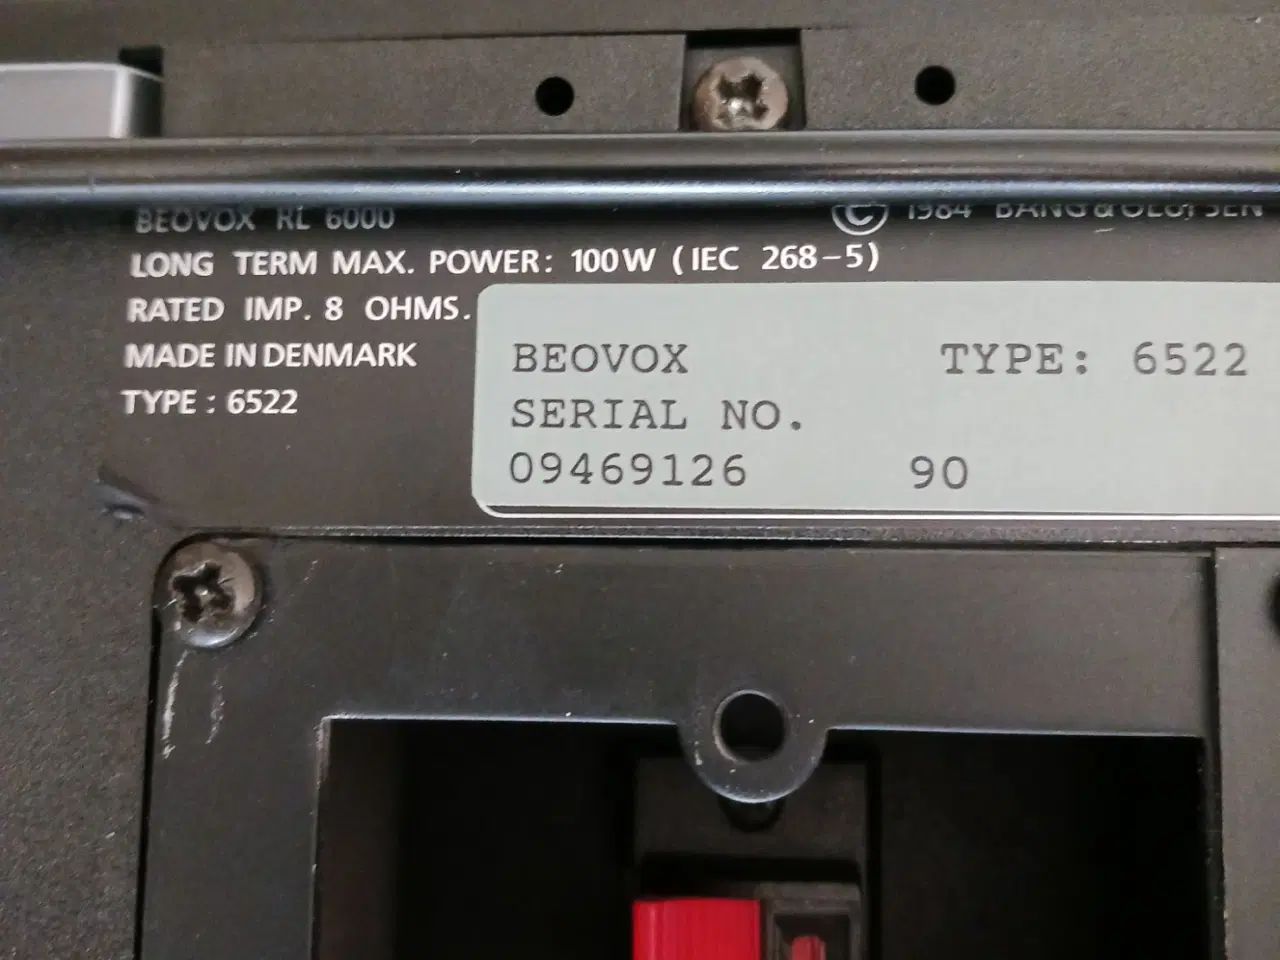 BEOVOX RL 6000 © 1984 BANG & OLUFSEN
LONG TERM MAX. POWER: 100W (IEC 268-5)
RATED IMP. 8 OHMS.
MADE IN DENMARK
TYPE : 6522
BEOVOX TYPE: 6522
SERIAL NO.
09469126 90